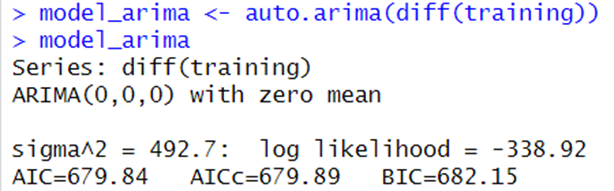 > model_arima <- auto.arima(diff(training))
> model_arima
Series: diff(training)
ARIMA(0,0,0) with zero mean
sigma^2 = 492.7:  log likelihood = -338.92
AIC=679.84   AICc=679.89   BIC=682.15